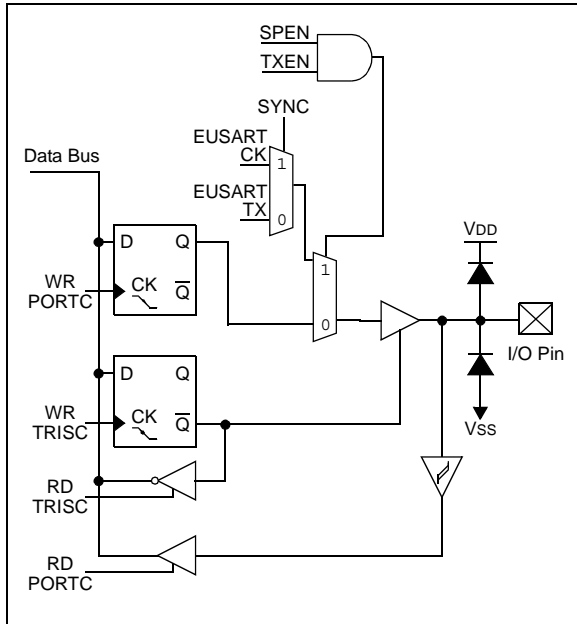 SPEN
TXEN
SYNC
EUSART
CK
1
EUSART
TX
0
Data Bus
D Q
WR
PORTC
CK
Q
1
0
VDD
I/O Pin
VSS
D Q
WR
TRISC
CK
Q
RD
TRISC
RD
PORTC